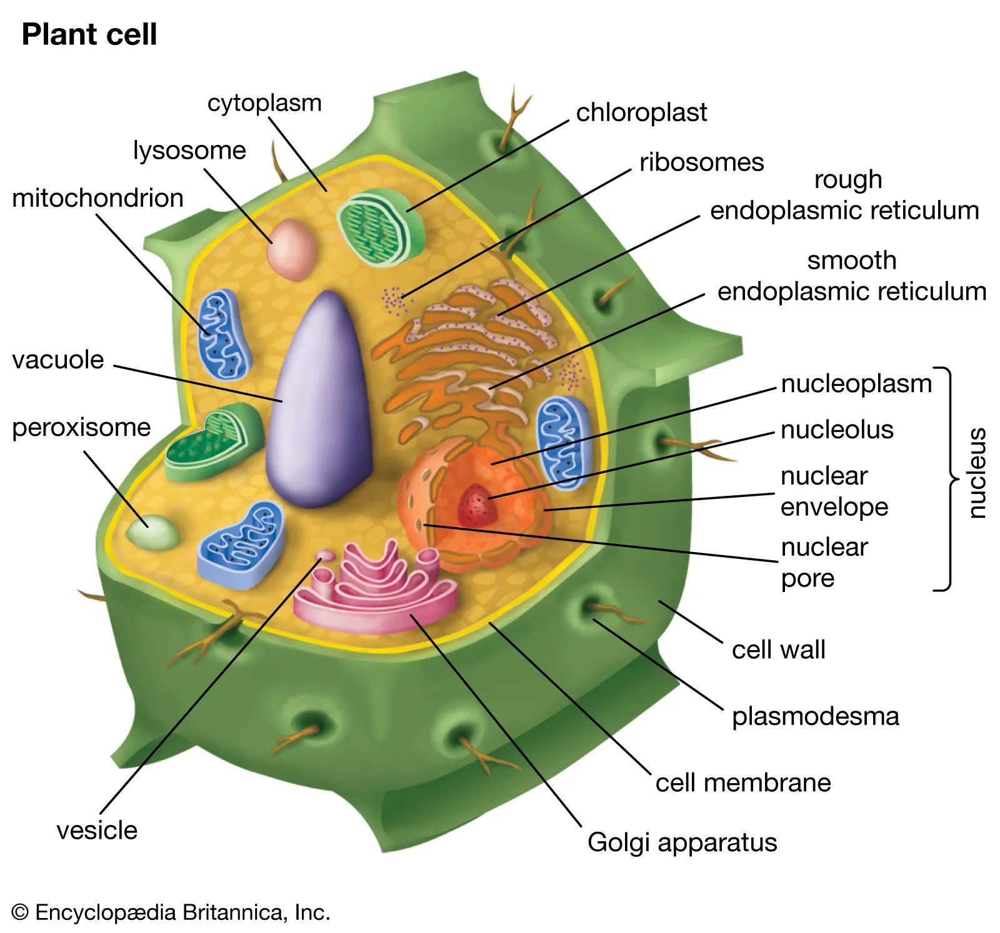 Plant cell
cytoplasm
chloroplast
lysosome
ribosomes
rough
endoplasmic reticulum
mitochondrion
smooth
endoplasmic reticulum
vacuole
nucleoplasm
peroxisome
nucleolus
nuclear
envelope
nuclear
pore
nucleus
cell wall
plasmodesma
cell membrane
vesicle
Golgi apparatus
© Encyclopædia Britannica, Inc.